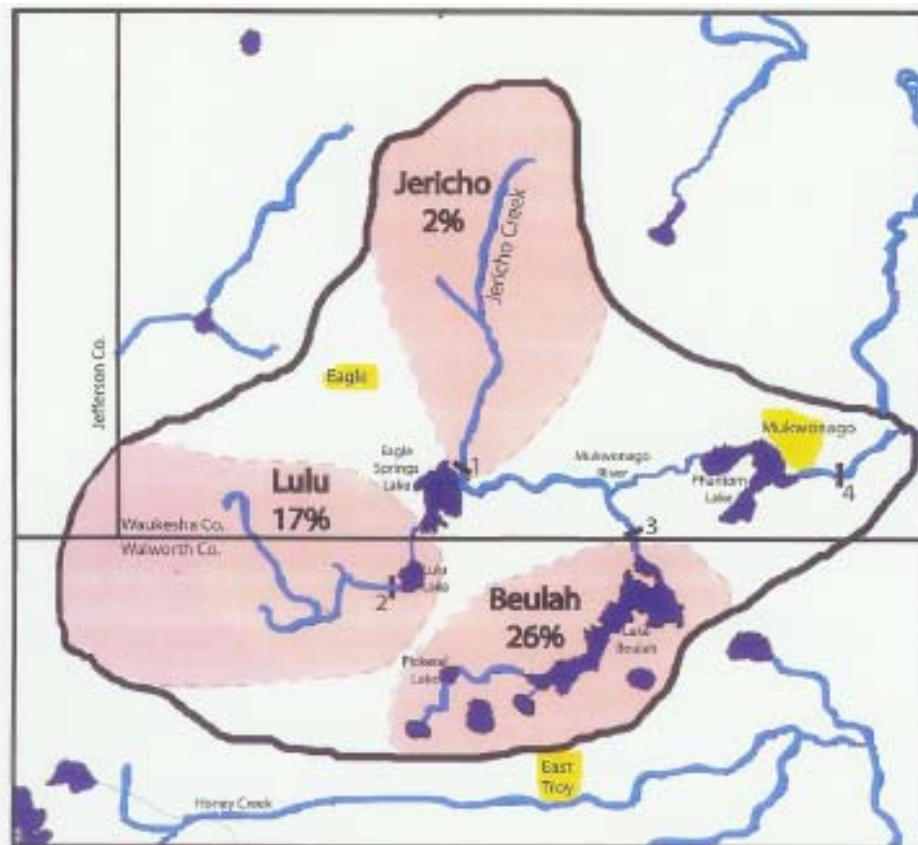 Jericho
2%
Jericho Creek
Jefferson Co.
Eagle
Eagle
Springs
Lake
1
Mukwonago
River
Mukwonago
Phantom
Lake
4
Lulu
17%
Waukesha Co.
Walworth Co.
3
Lulu
Lake
2
Beulah
26%
Lake
Beulah
Pickerel
Lake
East
Troy
Honey Creek